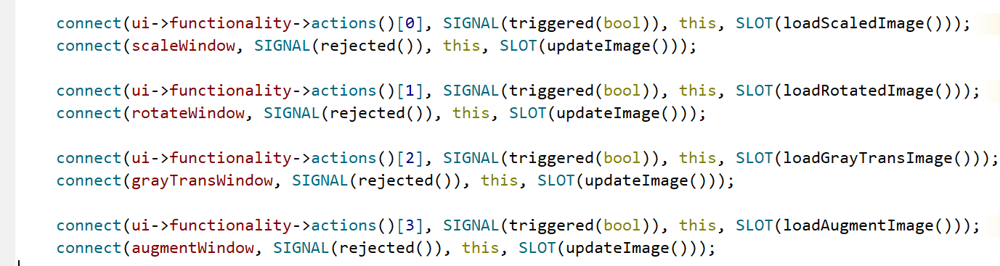 connect(ui->functionality->actions()[0], SIGNAL(triggered(bool)), this, SLOT(loadScaledImage()));
connect(scaleWindow, SIGNAL(rejected()), this, SLOT(updateImage()));
connect(ui->functionality->actions()[1], SIGNAL(triggered(bool)), this, SLOT(loadRotatedImage()));
connect(rotateWindow, SIGNAL(rejected()), this, SLOT(updateImage()));
connect(ui->functionality->actions()[2], SIGNAL(triggered(bool)), this, SLOT(loadGrayTransImage()));
connect(grayTransWindow, SIGNAL(rejected()), this, SLOT(updateImage()));
connect(ui->functionality->actions()[3], SIGNAL(triggered(bool)), this, SLOT(loadAugmentImage()));
connect(augmentWindow, SIGNAL(rejected()), this, SLOT(updateImage()));